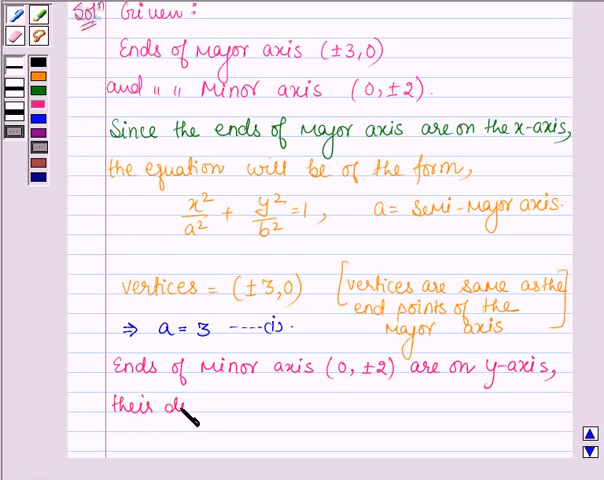 Soln Given:
Ends of Major axis (±3,0)
and " " Minor axis (0,±2).
Since the ends of Major axis are on the x-axis,
the equation will be of the form,
x²/a² + y²/b² = 1, a = semi-Major axis.
vertices = (±3,0) [vertices are same as the
end points of the
Major axis]
⇒ a = 3 ----(i).
Ends of Minor axis (0,±2) are on y-axis,
their d